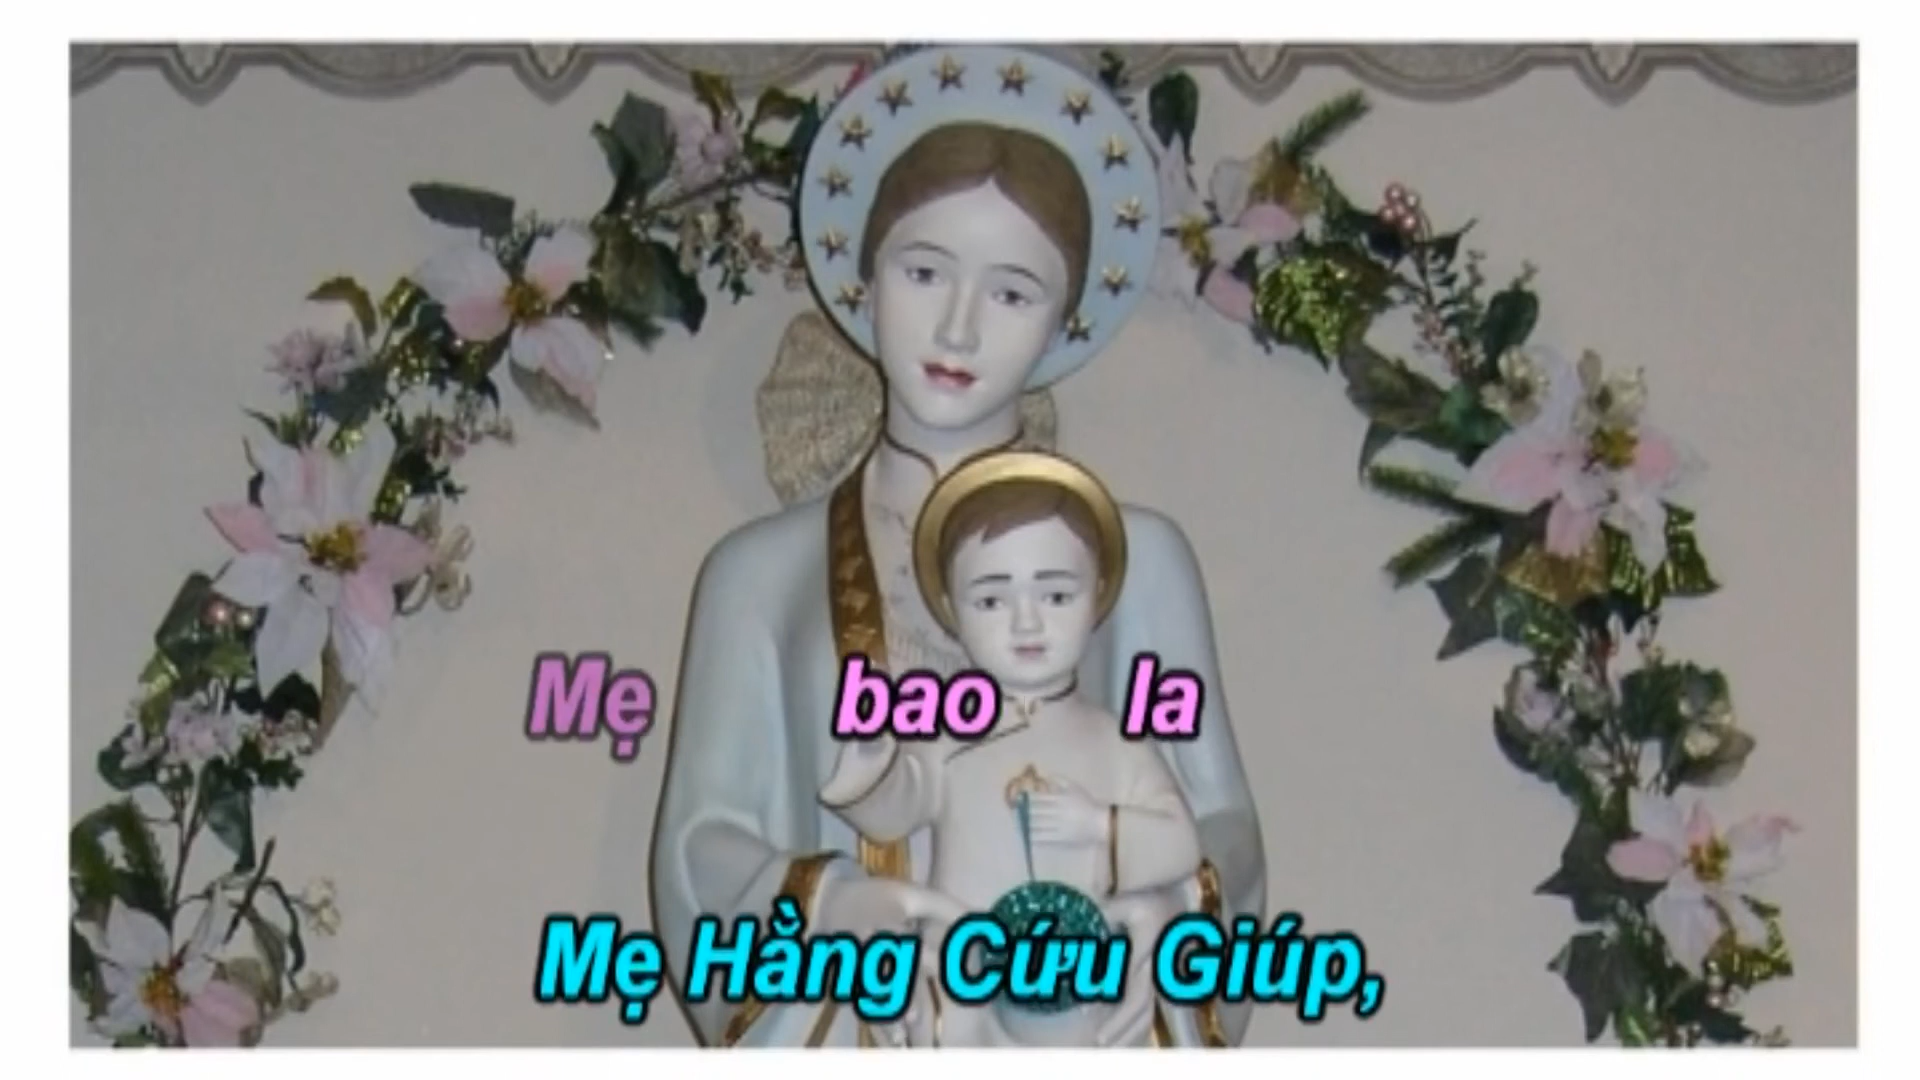 Mẹ bao la
Mẹ Hằng Cứu Giúp,